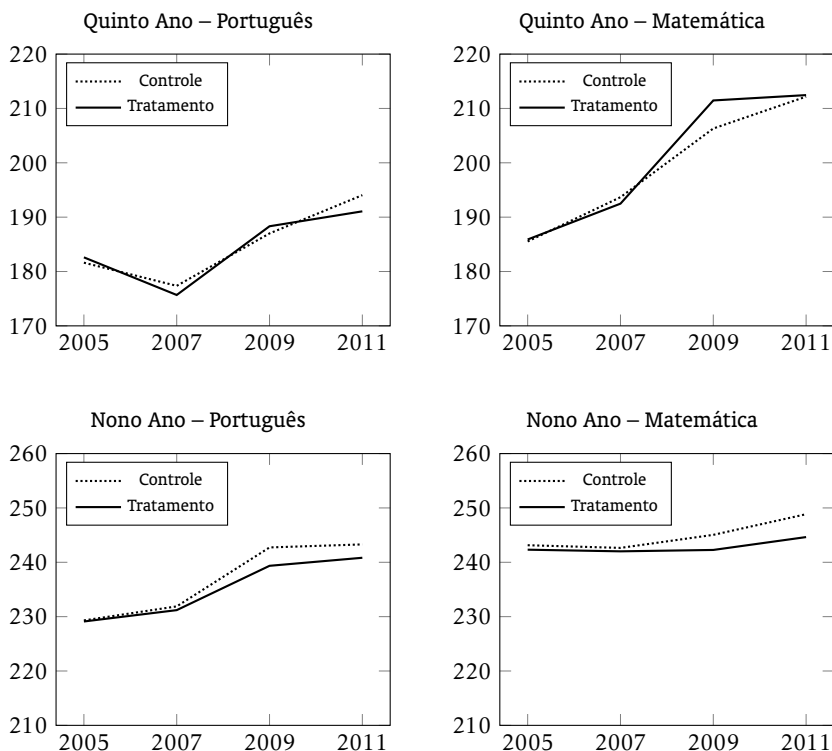 Quinto Ano – Português
220
210
200
190
180
170
2005 2007 2009 2011
Controle
Tratamento
Quinto Ano – Matemática
220
210
200
190
180
170
2005 2007 2009 2011
Controle
Tratamento
Nono Ano – Português
260
250
240
230
220
210
2005 2007 2009 2011
Controle
Tratamento
Nono Ano – Matemática
260
250
240
230
220
210
2005 2007 2009 2011
Controle
Tratamento